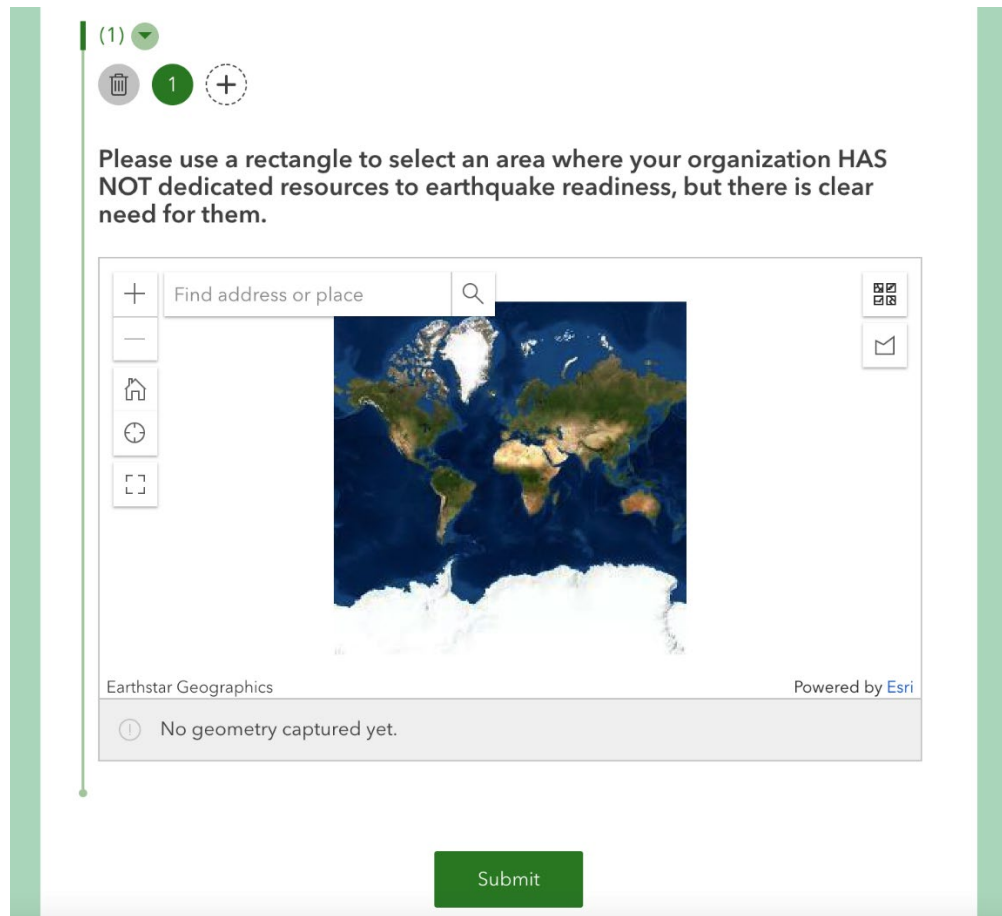 (1)
1
Please use a rectangle to select an area where your organization HAS
NOT dedicated resources to earthquake readiness, but there is clear
need for them.
Find address or place
Earthstar Geographics
Powered by Esri
No geometry captured yet.
Submit